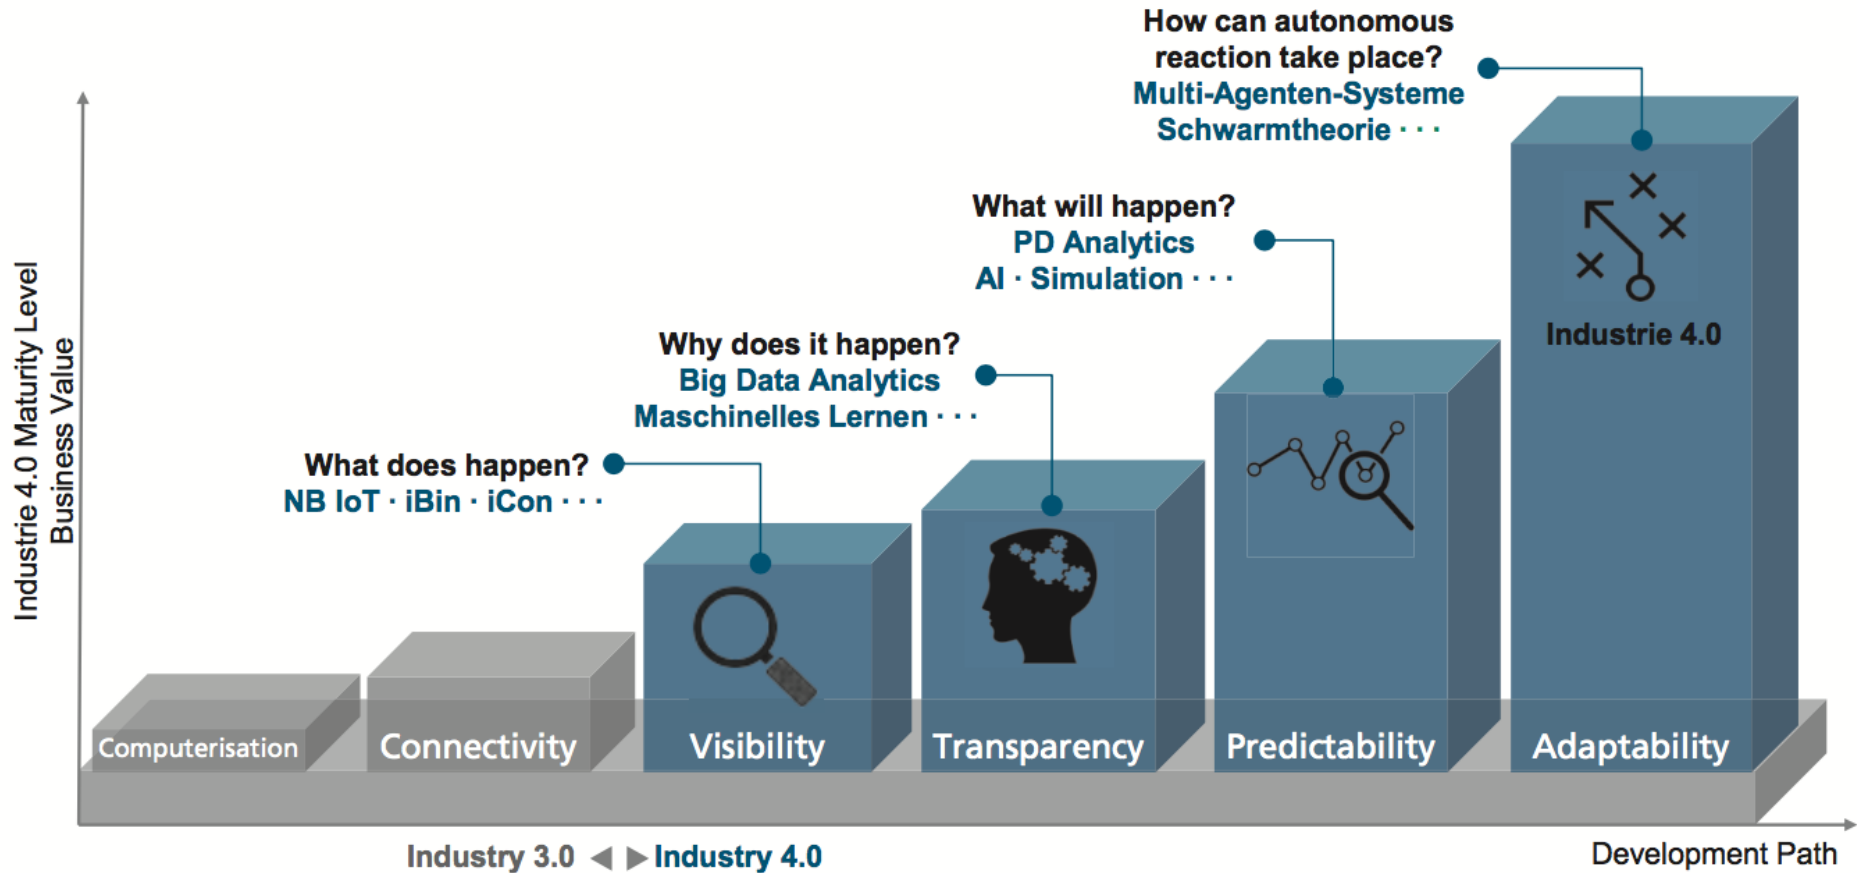 How can autonomous
reaction take place?
Multi-Agenten-Systeme
Schwarmtheorie · · ·
What will happen?
PD Analytics
AI · Simulation · · ·
Why does it happen?
Big Data Analytics
Maschinelles Lernen · · ·
What does happen?
NB IoT · iBin · iCon · · ·
Industrie 4.0
Industrie 4.0 Maturity Level
Business Value
Computerisation
Connectivity
Visibility
Transparency
Predictability
Adaptability
Industry 3.0 ◀ ▶ Industry 4.0
Development Path